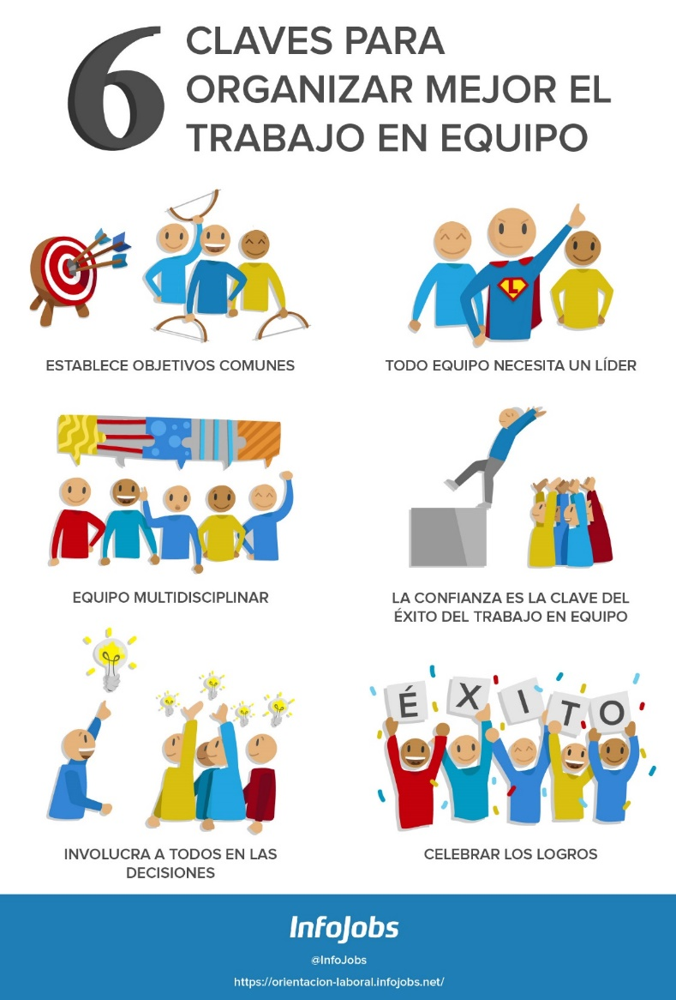 6
CLAVES PARA
ORGANIZAR MEJOR EL
TRABAJO EN EQUIPO
L
ESTABLECE OBJETIVOS COMUNES
TODO EQUIPO NECESITA UN LÍDER
EQUIPO MULTIDISCIPLINAR
LA CONFIANZA ES LA CLAVE DEL
ÉXITO DEL TRABAJO EN EQUIPO
INVOLUCRA A TODOS EN LAS
DECISIONES
ÉXITO
CELEBRAR LOS LOGROS
InfoJobs
@InfoJobs
https://orientacion-laboral.infojobs.net/